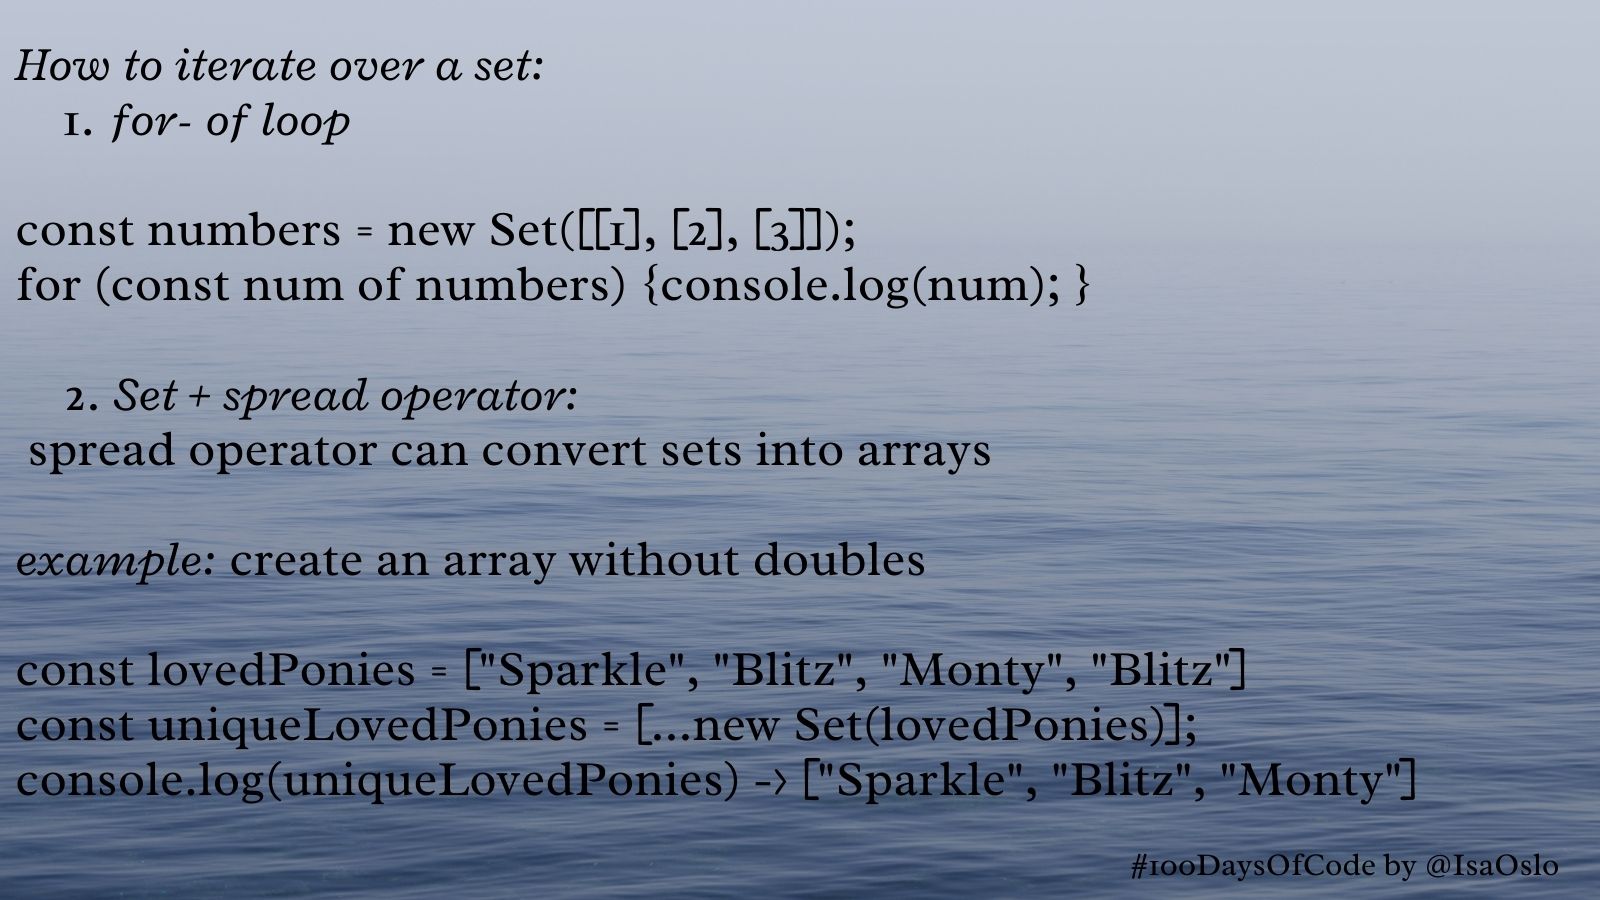 How to iterate over a set:
1. for- of loop
const numbers = new Set([[1], [2], [3]]);
for (const num of numbers) {console.log(num); }
2. Set + spread operator:
spread operator can convert sets into arrays
example: create an array without doubles
const lovedPonies = ["Sparkle", "Blitz", "Monty", "Blitz"]
const uniqueLovedPonies = [...new Set(lovedPonies)];
console.log(uniqueLovedPonies) -> ["Sparkle", "Blitz", "Monty"]
#100DaysOfCode by @IsaOslo